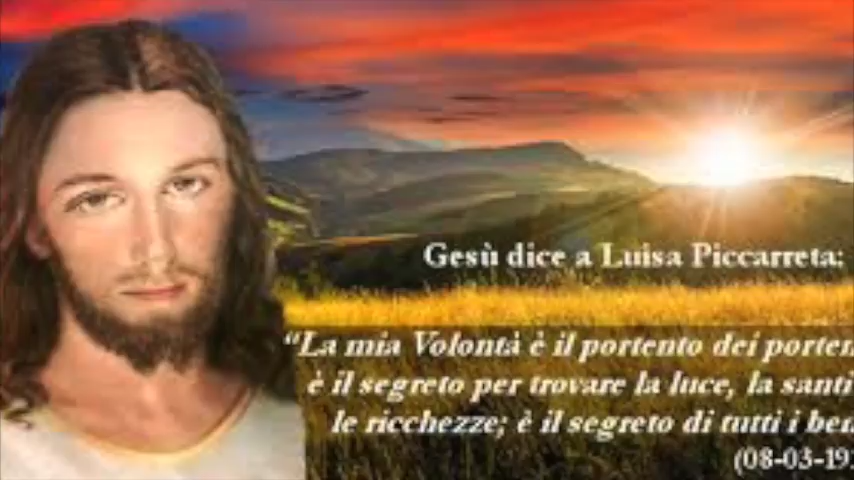 Gesù dice a Luisa Piccarreta:
“La mia Volontà è il portento dei porten
è il segreto per trovare la luce, la santi
le ricchezze; è il segreto di tutti i ben
(08-03-191